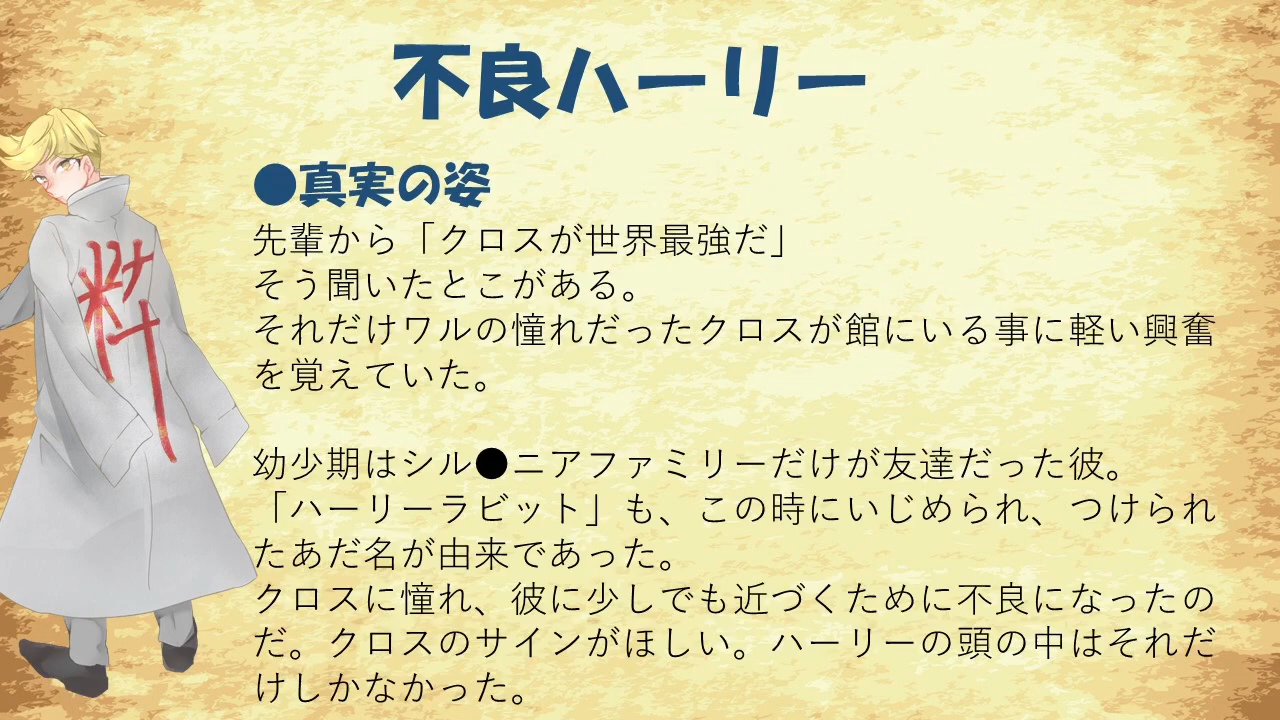 不良ハーリー
●真実の姿
先輩から「クロスが世界最強だ」
そう聞いたとこがある。
それだけワルの憧れだったクロスが館にいる事に軽い興奮
を覚えていた。
幼少期はシル●ニアファミリーだけが友達だった彼。
「ハーリーラビット」も、この時にいじめられ、つけられ
たあだ名が由来であった。
クロスに憧れ、彼に少しでも近づくために不良になったの
だ。クロスのサインがほしい。ハーリーの頭の中はそれだ
けしかなかった。